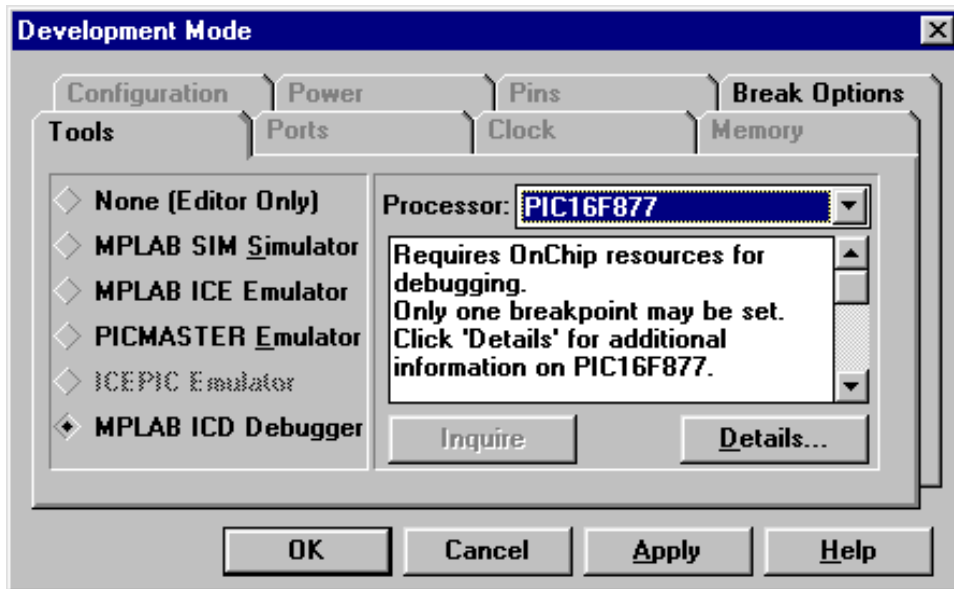 Development Mode
Configuration Power Pins Break Options
Tools Ports Clock Memory
None (Editor Only)
MPLAB SIM Simulator
MPLAB ICE Emulator
PICMASTER Emulator
ICEPIC Emulator
MPLAB ICD Debugger
Processor: PIC16F877
Requires OnChip resources for
debugging.
Only one breakpoint may be set.
Click 'Details' for additional
information on PIC16F877.
Inquire Details...
OK Cancel Apply Help